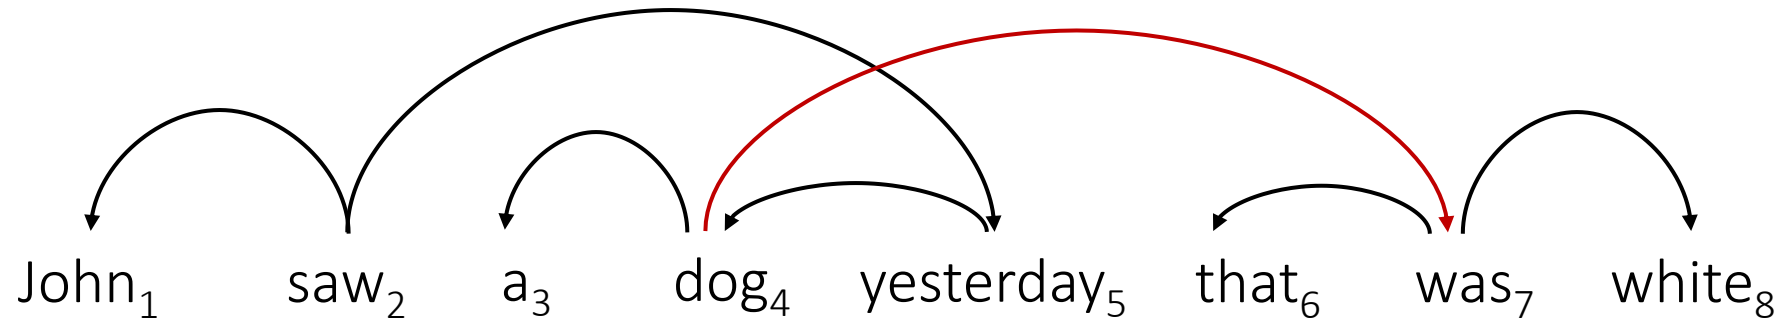 John₁ saw₂ a₃ dog₄ yesterday₅ that₆ was₇ white₈